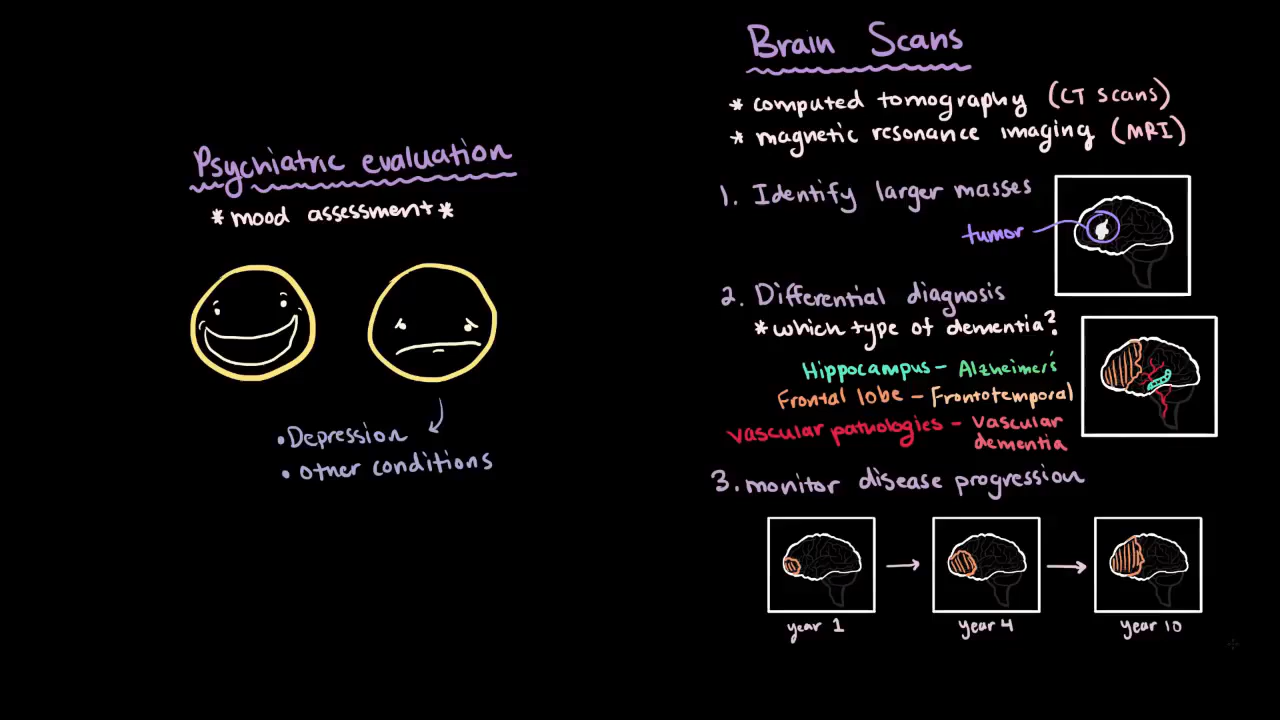 Psychiatric evaluation
*mood assessment*
•Depression
•other conditions
Brain Scans
* computed tomography (CT scans)
* magnetic resonance imaging (MRI)
1. Identify larger masses
tumor
2. Differential diagnosis
*which type of dementia?
Hippocampus - Alzheimer's
Frontal lobe - Frontotemporal
vascular pathologies - vascular
dementia
3. monitor disease progression
year 1
year 4
year 10